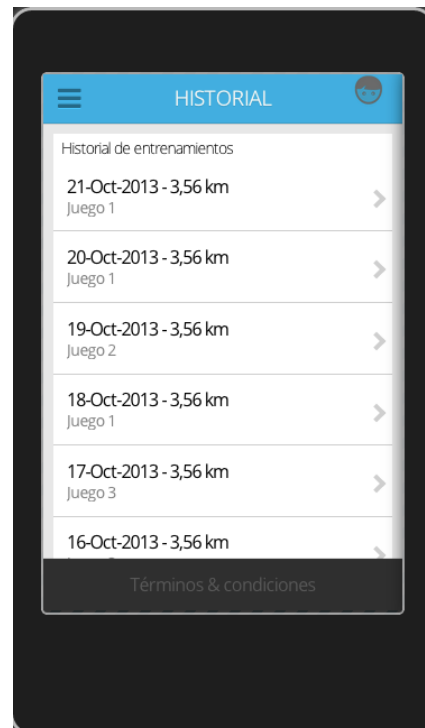 HISTORIAL
Historial de entrenamientos
21-Oct-2013 - 3,56 km
Juego 1
20-Oct-2013 - 3,56 km
Juego 1
19-Oct-2013 - 3,56 km
Juego 2
18-Oct-2013 - 3,56 km
Juego 1
17-Oct-2013 - 3,56 km
Juego 3
16-Oct-2013 - 3,56 km
Términos & condiciones